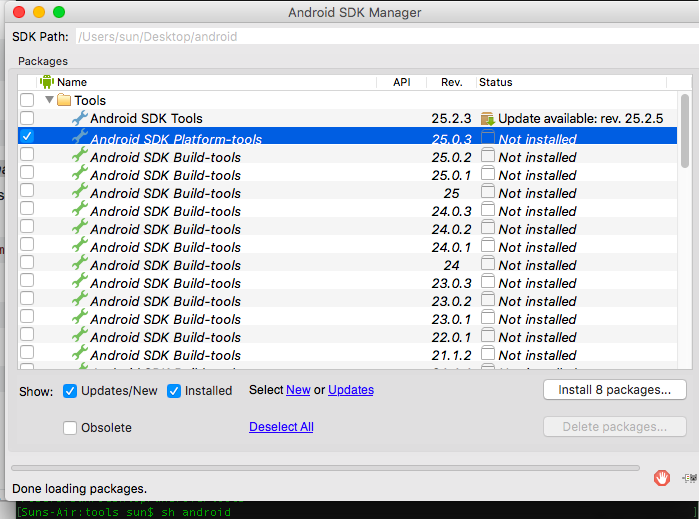 Android SDK Manager
SDK Path: /Users/sun/Desktop/android
Packages
Name API Rev. Status
Tools
Android SDK Tools 25.2.3 Update available: rev. 25.2.5
Android SDK Platform-tools 25.0.3 Not installed
Android SDK Build-tools 25.0.2 Not installed
Android SDK Build-tools 25.0.1 Not installed
Android SDK Build-tools 25 Not installed
Android SDK Build-tools 24.0.3 Not installed
Android SDK Build-tools 24.0.2 Not installed
Android SDK Build-tools 24.0.1 Not installed
Android SDK Build-tools 24 Not installed
Android SDK Build-tools 23.0.3 Not installed
Android SDK Build-tools 23.0.2 Not installed
Android SDK Build-tools 23.0.1 Not installed
Android SDK Build-tools 22.0.1 Not installed
Android SDK Build-tools 21.1.2 Not installed
Show: Updates/New Installed Select New or Updates Install 8 packages...
Obsolete Deselect All Delete packages...
Done loading packages.
[Suns-Air:tools sun$ sh android